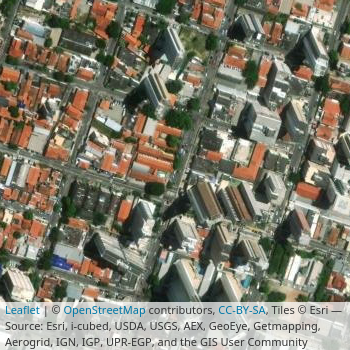 Leaflet | © OpenStreetMap contributors, CC-BY-SA, Tiles © Esri —
Source: Esri, i-cubed, USDA, USGS, AEX, GeoEye, Getmapping,
Aerogrid, IGN, IGP, UPR-EGP, and the GIS User Community